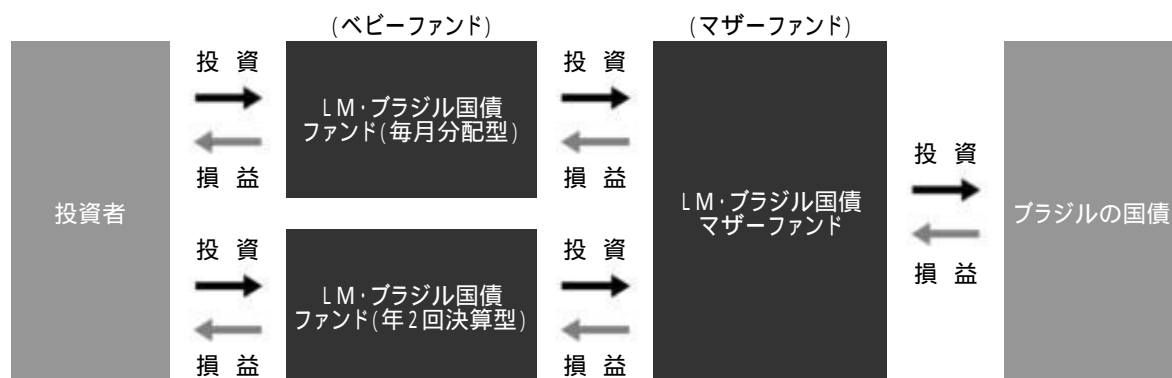 (ベビーファンド)
(マザーファンド)
投資者
投 資
損 益
LM・ブラジル国債
ファンド(毎月分配型)
投 資
損 益
投 資
損 益
LM・ブラジル国債
ファンド(年2回決算型)
投 資
損 益
LM・ブラジル国債
マザーファンド
投 資
損 益
ブラジルの国債